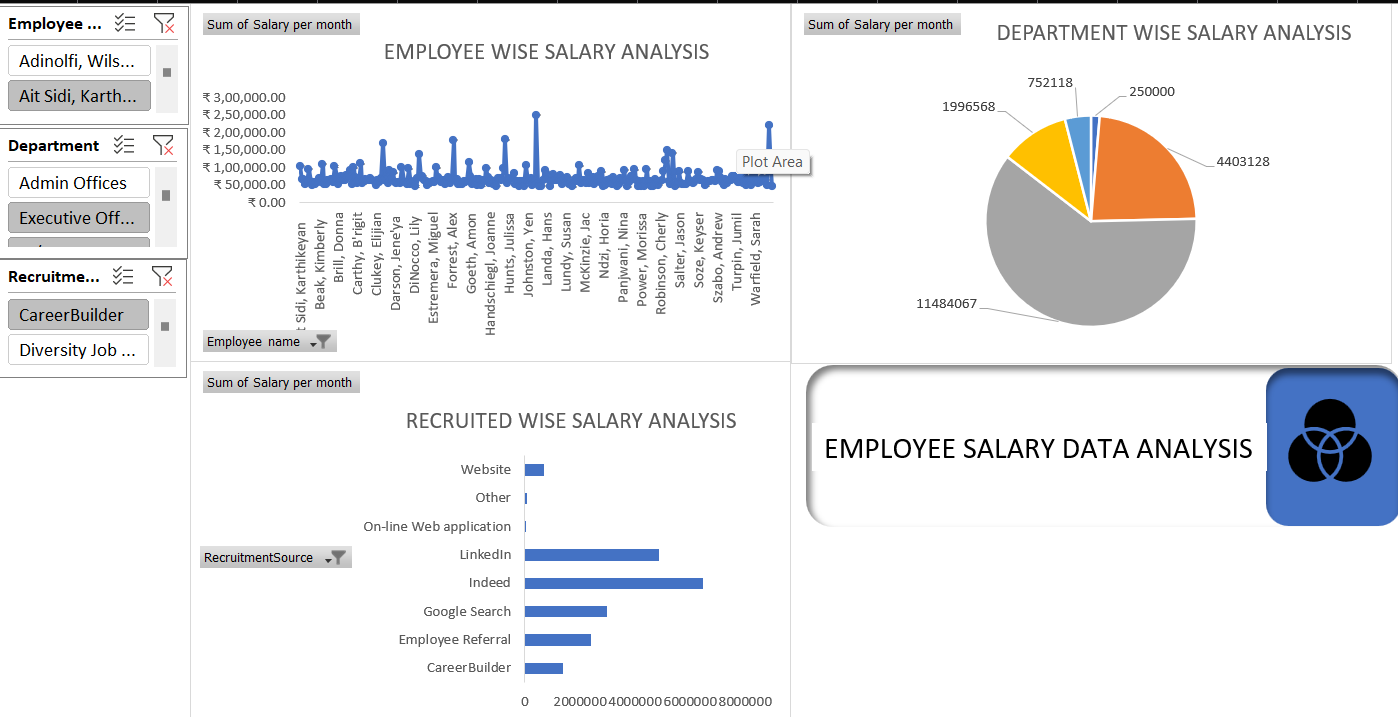 Employee ...
Adinolfi, Wils...
Ait Sidi, Karth...
Department
Admin Offices
Executive Off...
Recruitme...
CareerBuilder
Diversity Job ...
Sum of Salary per month
EMPLOYEE WISE SALARY ANALYSIS
₹ 3,00,000.00
₹ 2,50,000.00
₹ 2,00,000.00
₹ 1,50,000.00
₹ 1,00,000.00
₹ 50,000.00
₹ 0.00
Plot Area
t Sidi, Karthikeyan
Beak, Kimberly
Brill, Donna
Carthy, B'rigit
Clukey, Elijian
Darson, Jene'ya
DiNocco, Lily
Estremera, Miguel
Forrest, Alex
Goeth, Amon
Handschiegl, Joanne
Hunts, Julissa
Johnston, Yen
Landa, Hans
Lundy, Susan
McKinzie, Jac
Ndzi, Horia
Panjwani, Nina
Power, Morissa
Robinson, Cherly
Salter, Jason
Soze, Keyser
Szabo, Andrew
Turpin, Jumil
Warfield, Sarah
Employee name
Sum of Salary per month
DEPARTMENT WISE SALARY ANALYSIS
752118
250000
1996568
4403128
11484067
Sum of Salary per month
RECRUITED WISE SALARY ANALYSIS
Website
Other
On-line Web application
LinkedIn
RecruitmentSource
Indeed
Google Search
Employee Referral
CareerBuilder
0 2000000 4000000 6000000 8000000
EMPLOYEE SALARY DATA ANALYSIS